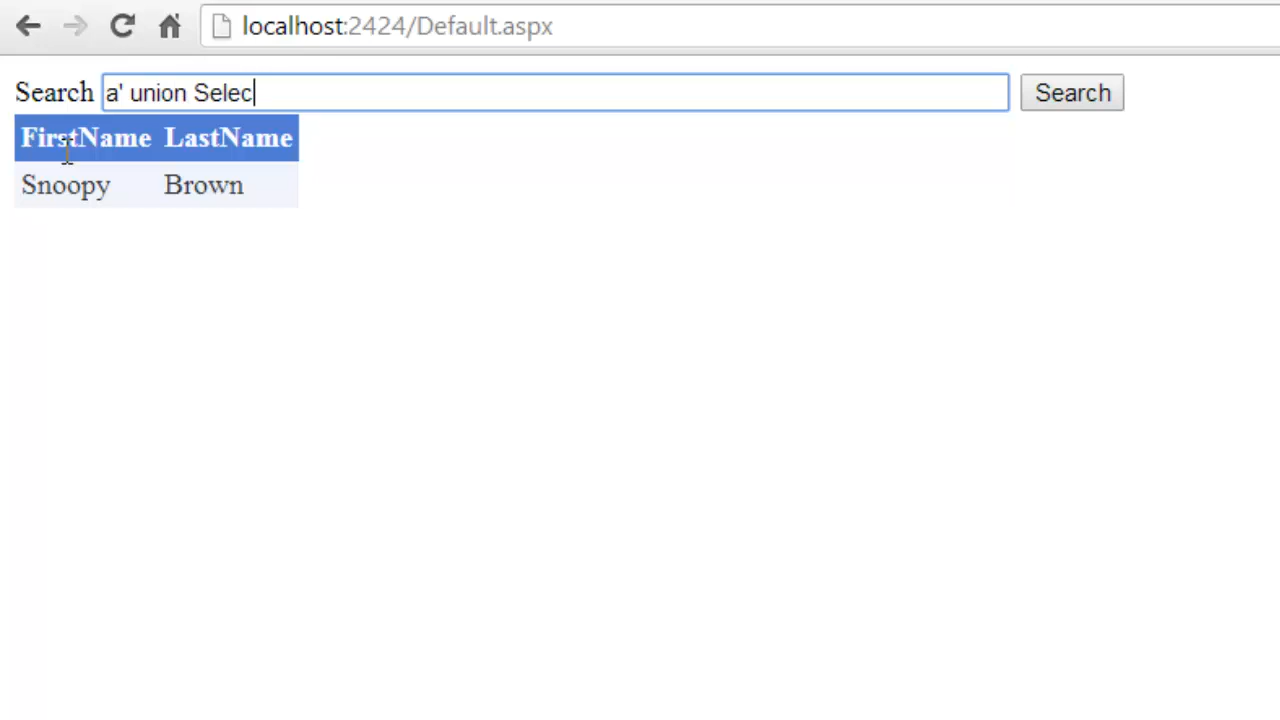 localhost:2424/Default.aspx
Search a' union Selec Search
FirstName LastName
Snoopy Brown